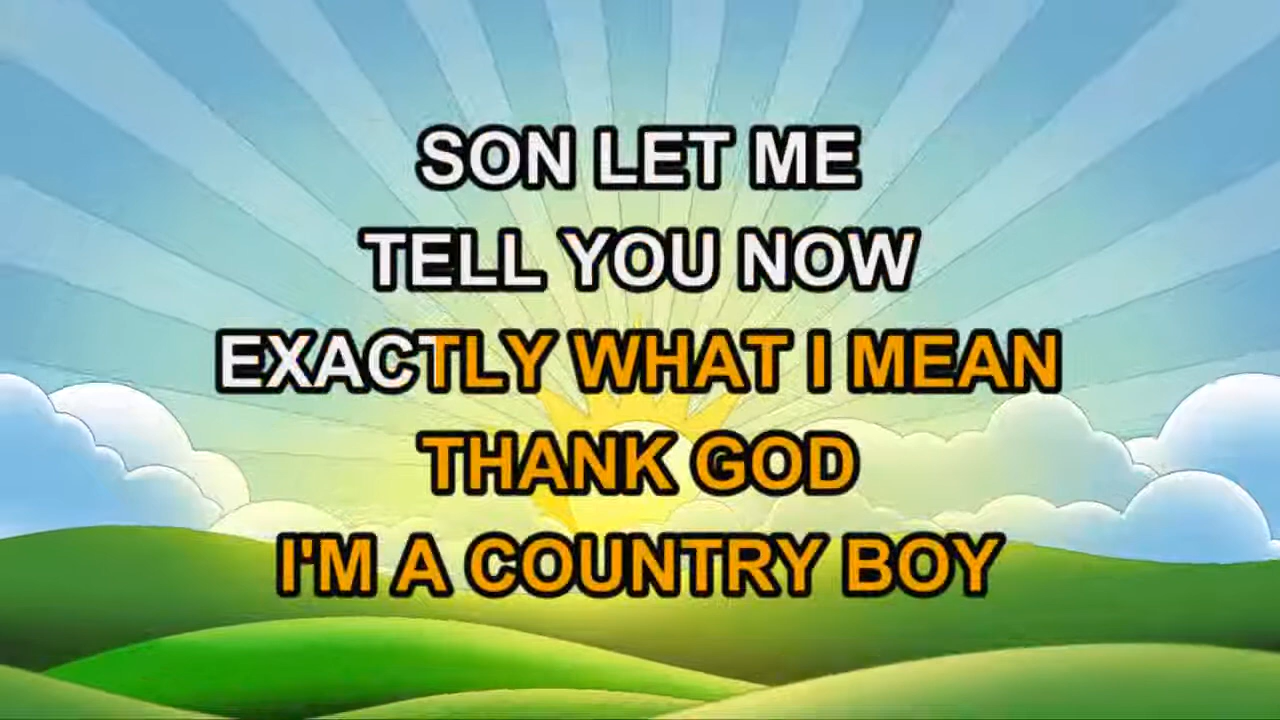 SON LET ME
TELL YOU NOW
EXACTLY WHAT I MEAN
THANK GOD
I'M A COUNTRY BOY